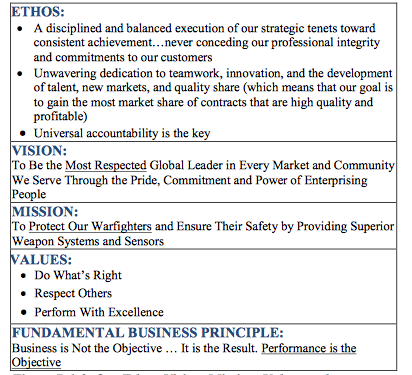 ETHOS:
• A disciplined and balanced execution of our strategic tenets toward
consistent achievement…never conceding our professional integrity
and commitments to our customers
• Unwavering dedication to teamwork, innovation, and the development
of talent, new markets, and quality share (which means that our goal is
to gain the most market share of contracts that are high quality and
profitable)
• Universal accountability is the key
VISION:
To Be the Most Respected Global Leader in Every Market and Community
We Serve Through the Pride, Commitment and Power of Enterprising
People
MISSION:
To Protect Our Warfighters and Ensure Their Safety by Providing Superior
Weapon Systems and Sensors
VALUES:
• Do What's Right
• Respect Others
• Perform With Excellence
FUNDAMENTAL BUSINESS PRINCIPLE:
Business is Not the Objective … It is the Result. Performance is the
Objective